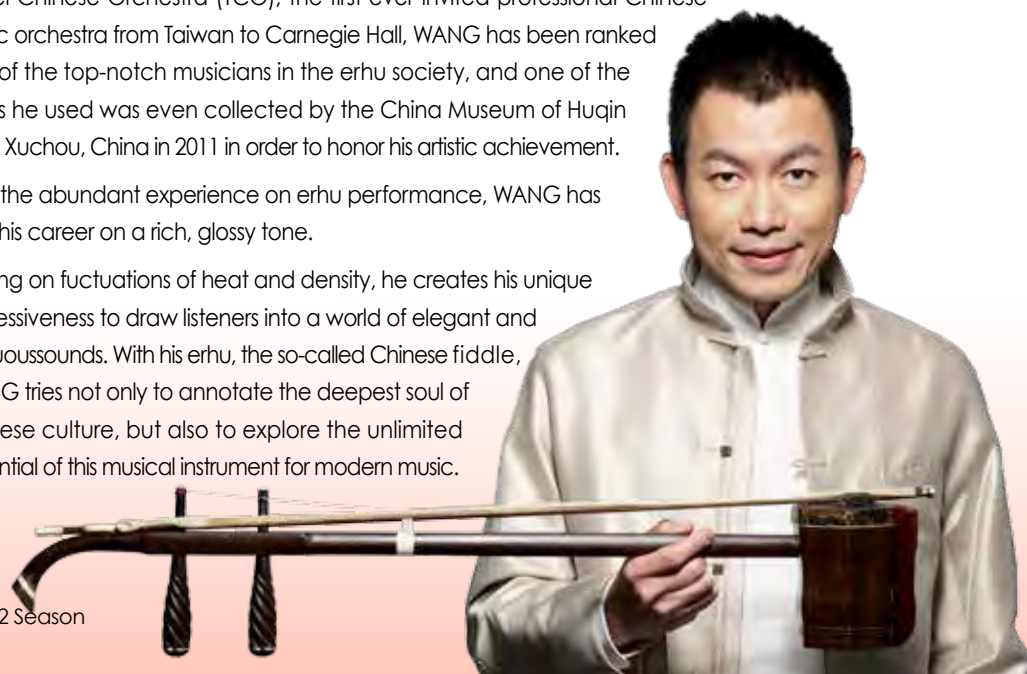 Chinese Orchestra (TCO), the first ever invited professional Chinese
orchestra from Taiwan to Carnegie Hall, WANG has been ranked
of the top-notch musicians in the erhu society, and one of the
he used was even collected by the China Museum of Huqin
Xuchou, China in 2011 in order to honor his artistic achievement.
the abundant experience on erhu performance, WANG has
his career on a rich, glossy tone.
ng on fuctuations of heat and density, he creates his unique
essiveness to draw listeners into a world of elegant and
uoussounds. With his erhu, the so-called Chinese fiddle,
G tries not only to annotate the deepest soul of
ese culture, but also to explore the unlimited
ntial of this musical instrument for modern music.
2 Season